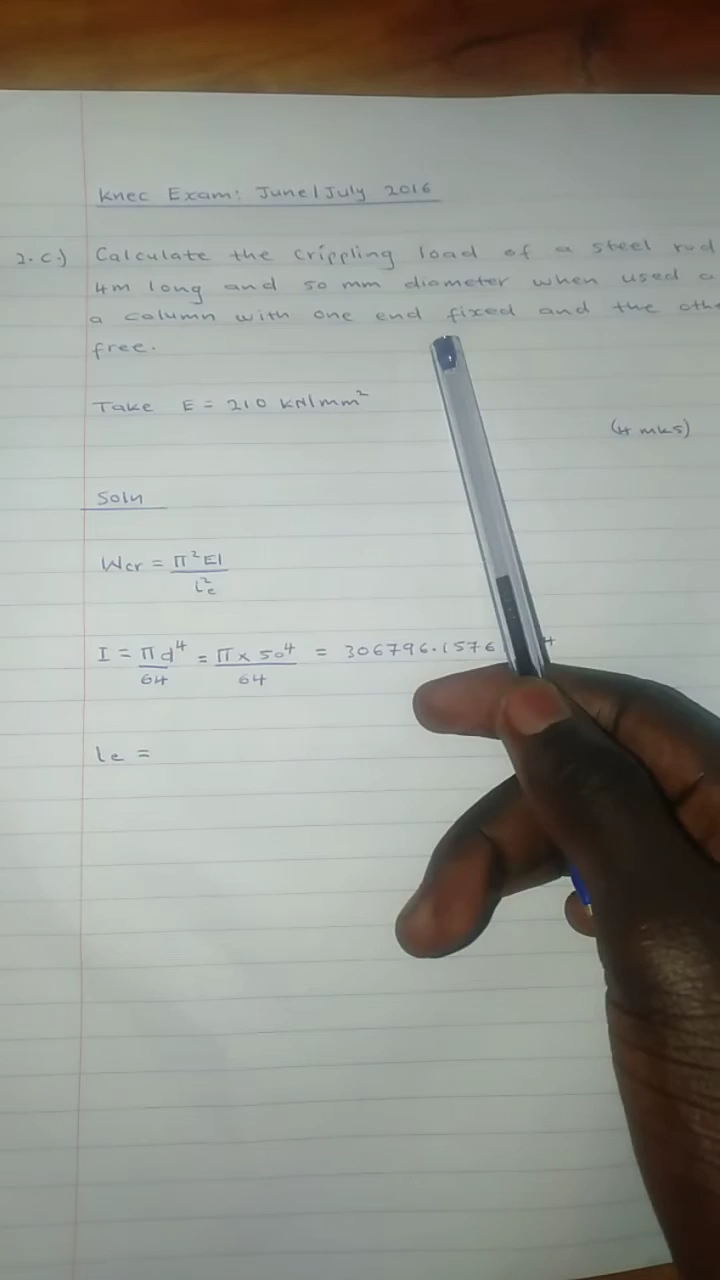 Knec Exam: June/July 2016
2.c.) Calculate the crippling load of a steel rod
4m long and 50 mm diameter when used
a column with one end fixed and the
free.
Take E = 210 kN/mm²
(4 mks)
Soln
Wcr = π²EI / le²
I = πd⁴/64 = π × 50⁴/64 = 306796.1576
le =